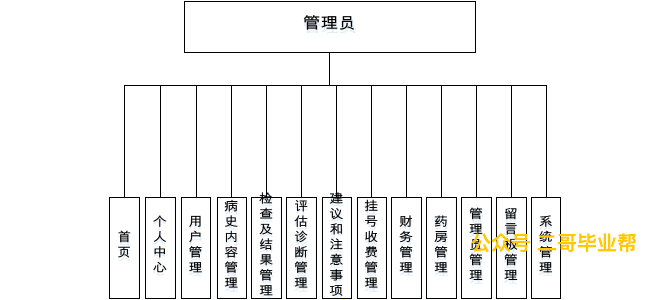 管理员
首页
个人中心
用户管理
病史内容管理
检查及结果管理
评估诊断管理
建议和注意事项
挂号收费管理
财务管理
药房管理
管理员管理
留言板管理
系统管理
公众号 二哥毕业帮